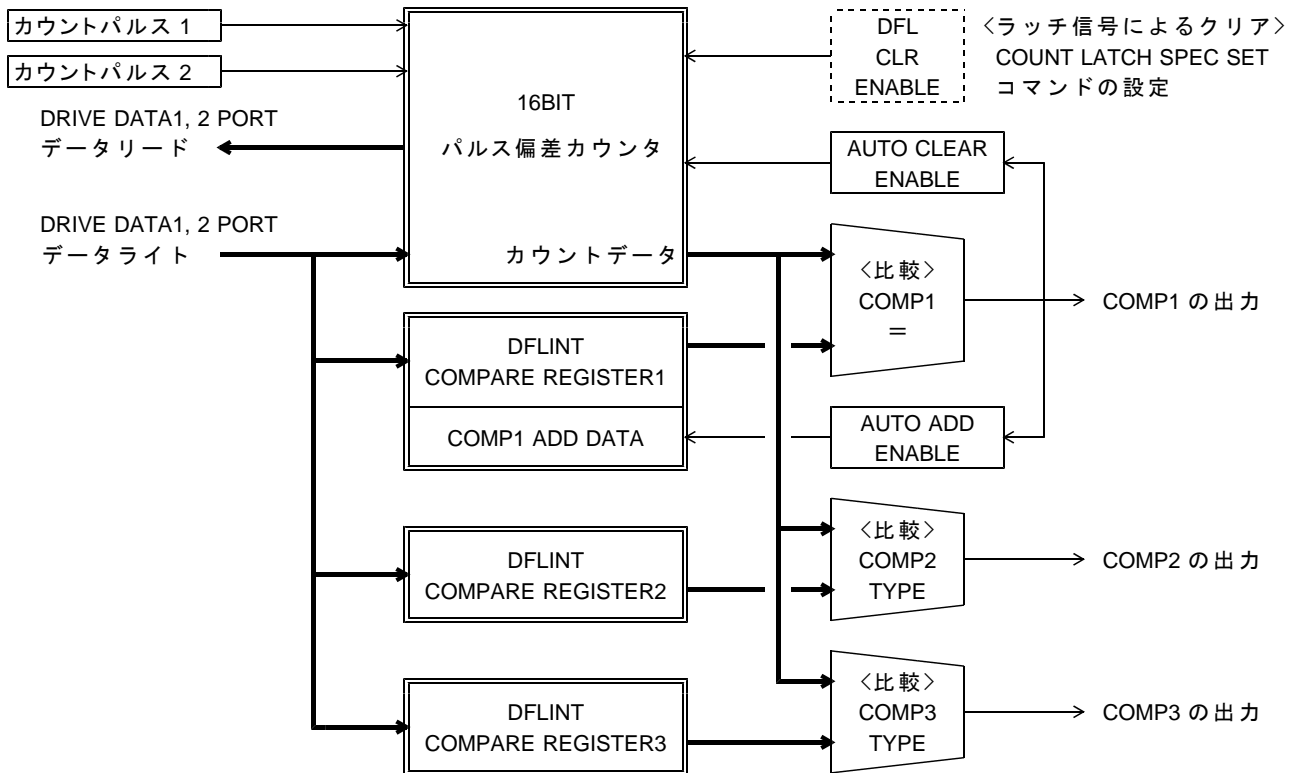 カウントパルス 1
カウントパルス 2
DRIVE DATA1, 2 PORT
データリード
DRIVE DATA1, 2 PORT
データライト
16BIT
パルス偏差カウンタ
カウントデータ
DFL
CLR
ENABLE
〈ラッチ信号によるクリア〉
COUNT LATCH SPEC SET
コマンドの設定
AUTO CLEAR
ENABLE
〈比較〉
COMP1
=
COMP1 の出力
DFLINT
COMPARE REGISTER1
COMP1 ADD DATA
AUTO ADD
ENABLE
DFLINT
COMPARE REGISTER2
〈比較〉
COMP2
TYPE
COMP2 の出力
DFLINT
COMPARE REGISTER3
〈比較〉
COMP3
TYPE
COMP3 の出力